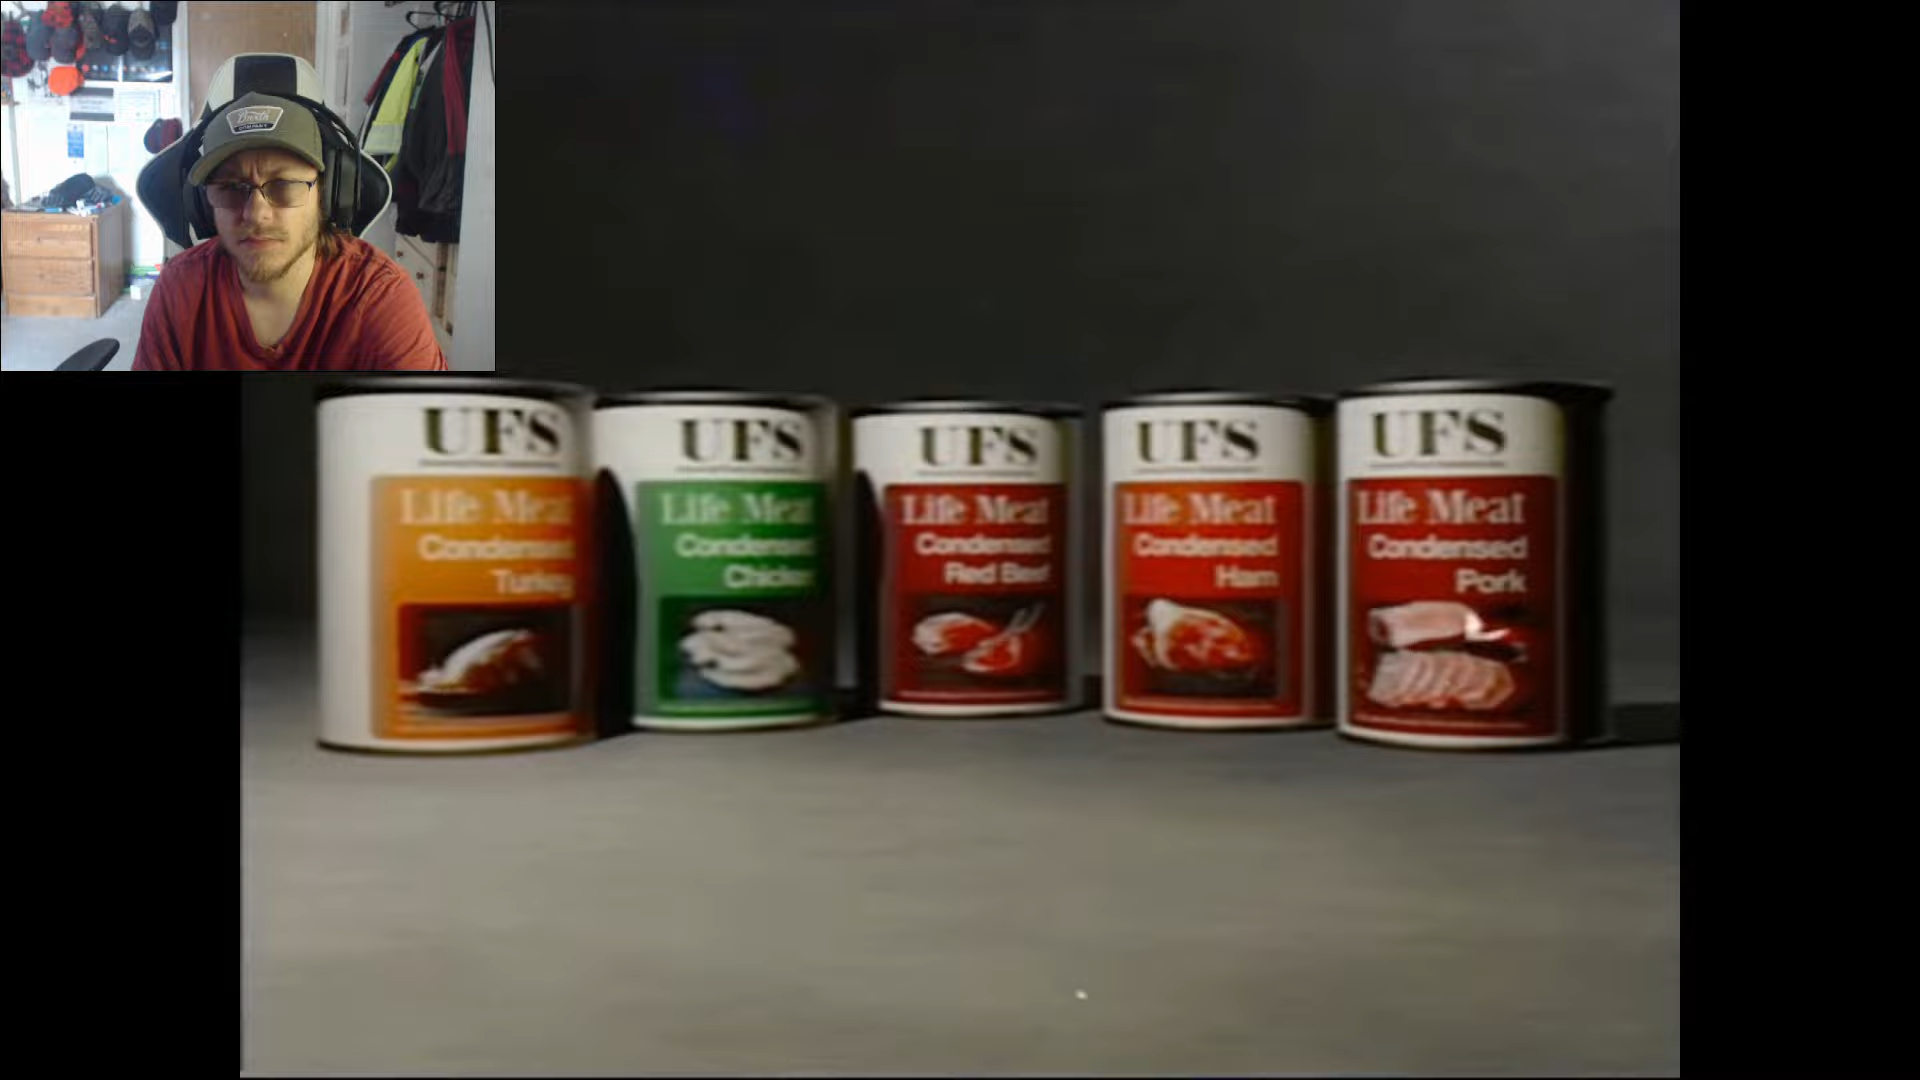 UFS
Life Meat
Condensed
Turkey
UFS
Life Meat
Condensed
Chicken
UFS
Life Meat
Condensed
Red Beef
UFS
Life Meat
Condensed
Ham
UFS
Life Meat
Condensed
Pork